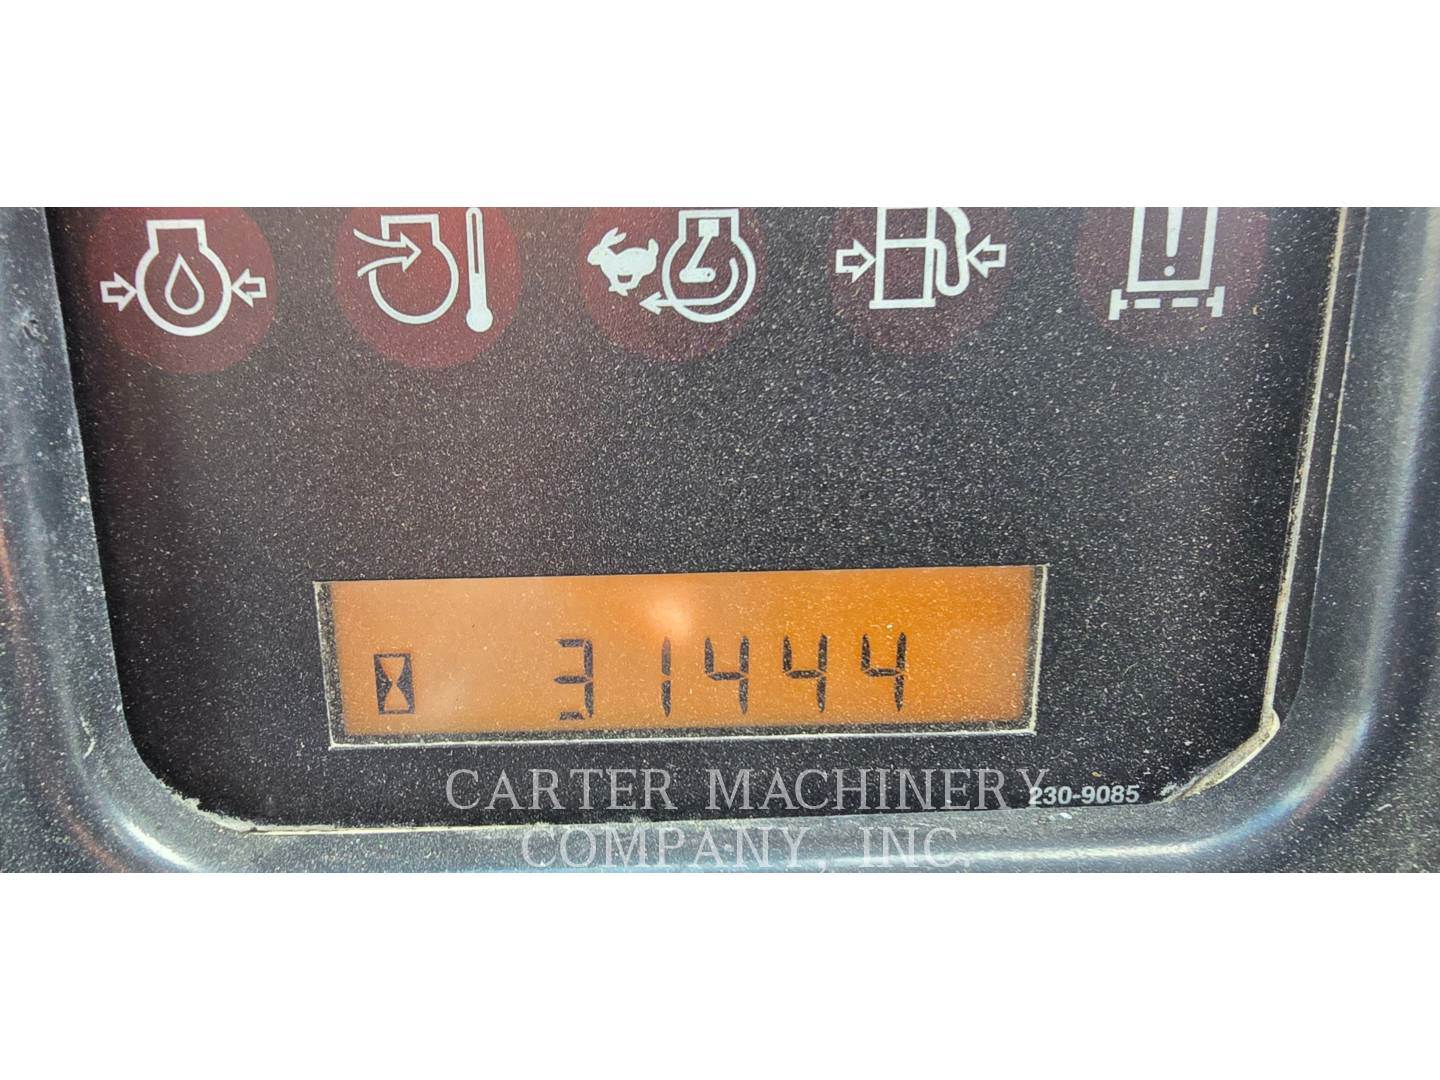 31444
230-9085
CARTER MACHINERY
COMPANY, INC.